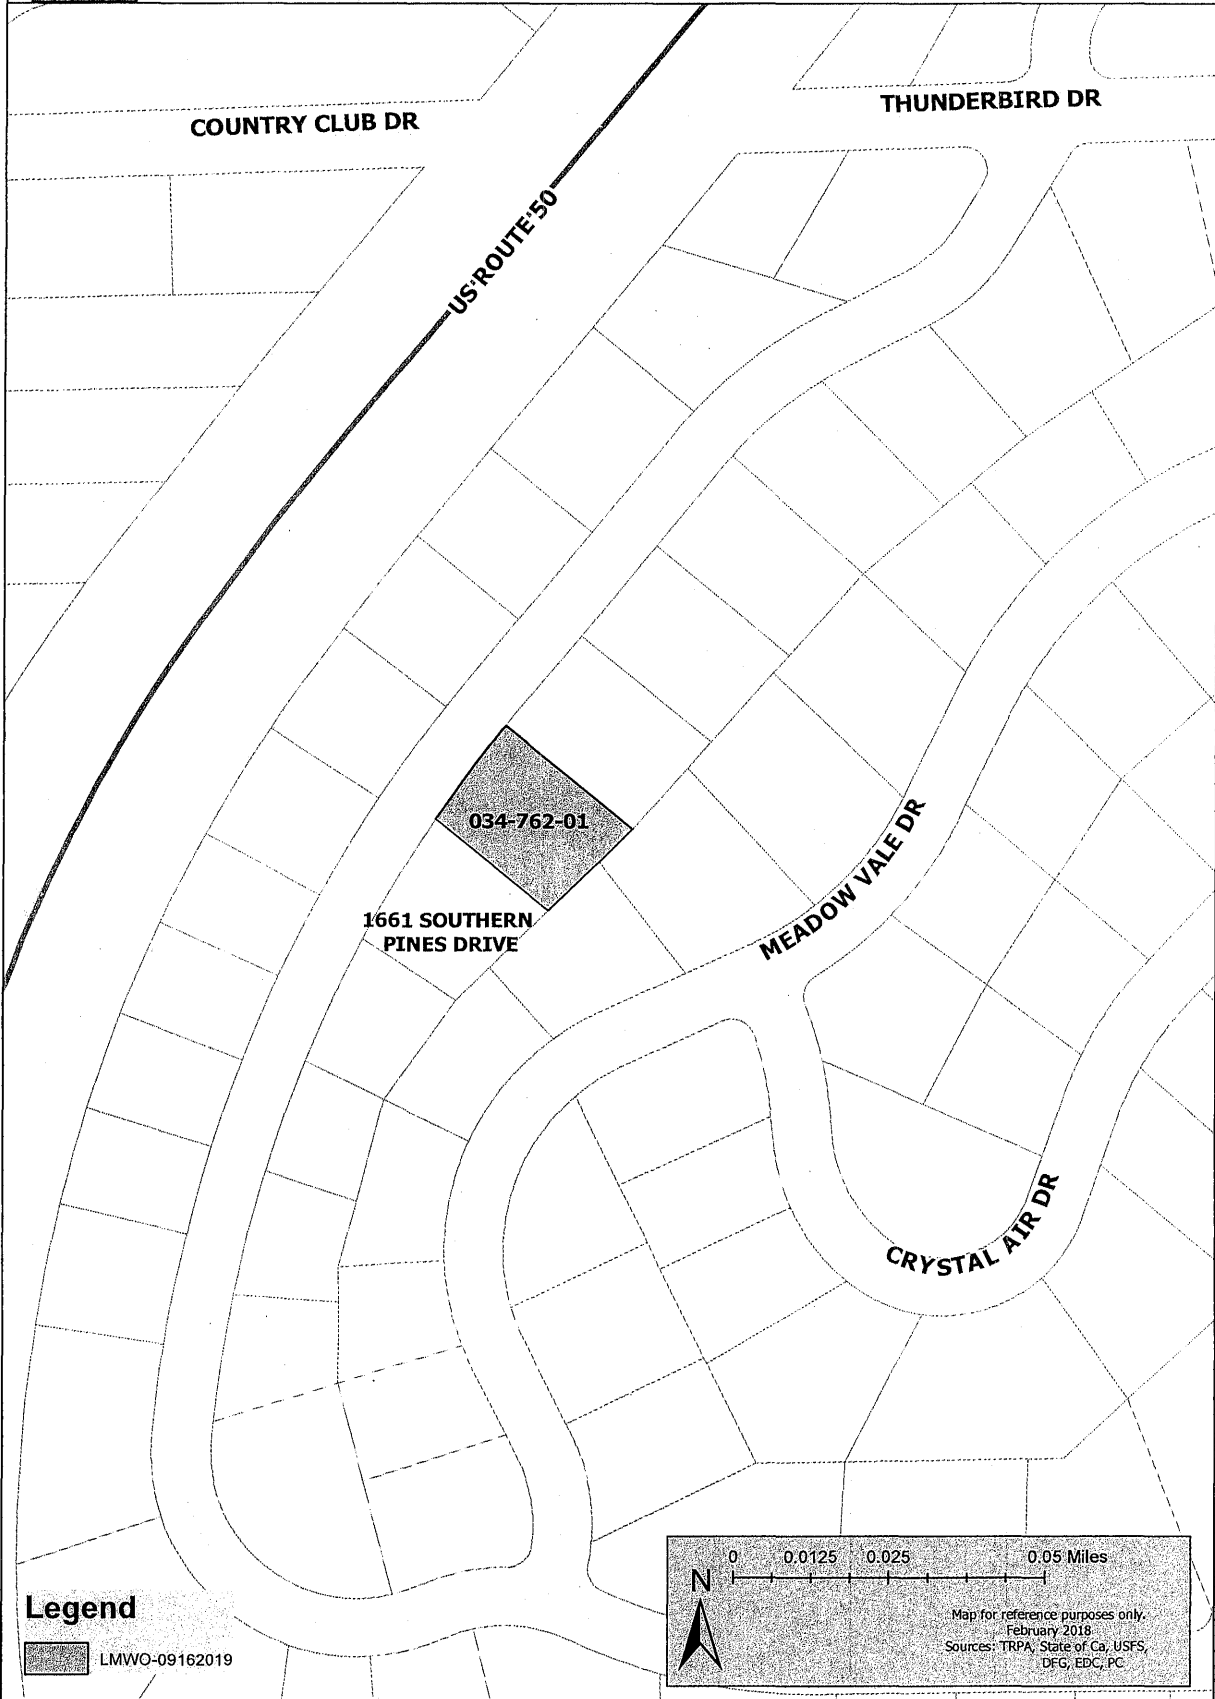 COUNTRY CLUB DR
THUNDERBIRD DR
US ROUTE 50
034-762-01
1661 SOUTHERN
PINES DRIVE
MEADOW VALE DR
CRYSTAL AIR DR
Legend
LMWO-09162019
0 0.0125 0.025 0.05 Miles
N
Map for reference purposes only.
February 2018
Sources: TRPA, State of Ca, USFS,
DFG, EDC, PC